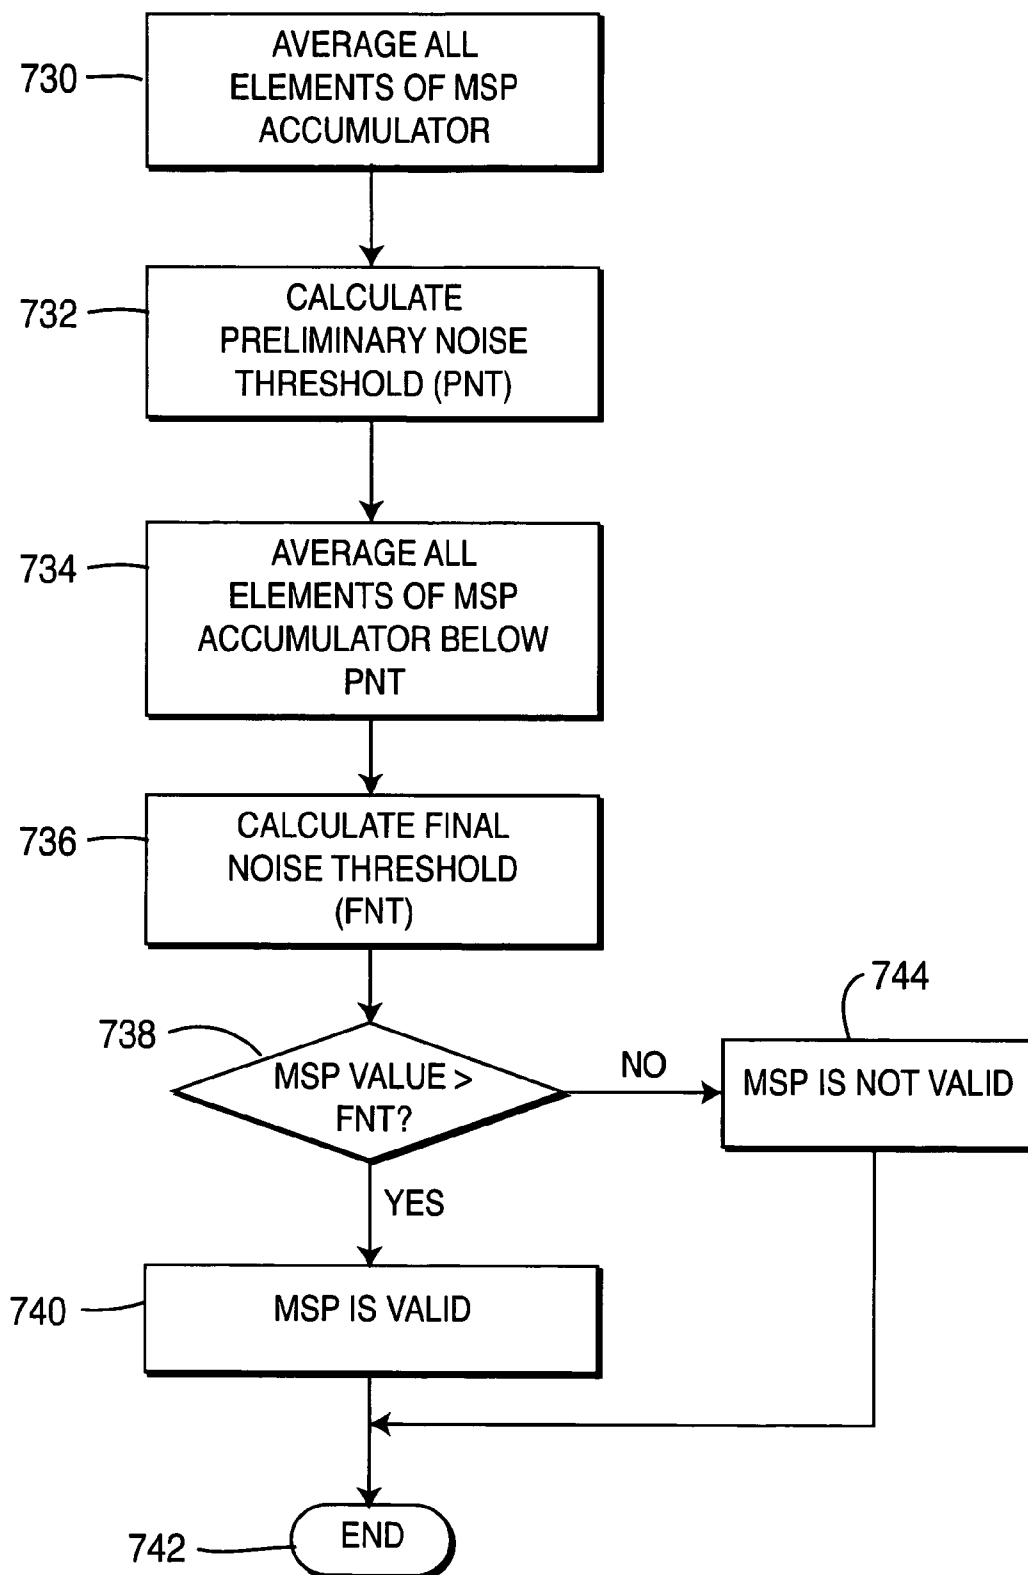 730
AVERAGE ALL
ELEMENTS OF MSP
ACCUMULATOR
732
CALCULATE
PRELIMINARY NOISE
THRESHOLD (PNT)
734
AVERAGE ALL
ELEMENTS OF MSP
ACCUMULATOR BELOW
PNT
736
CALCULATE FINAL
NOISE THRESHOLD
(FNT)
738
MSP VALUE >
FNT?
NO
744
MSP IS NOT VALID
YES
740
MSP IS VALID
742
END